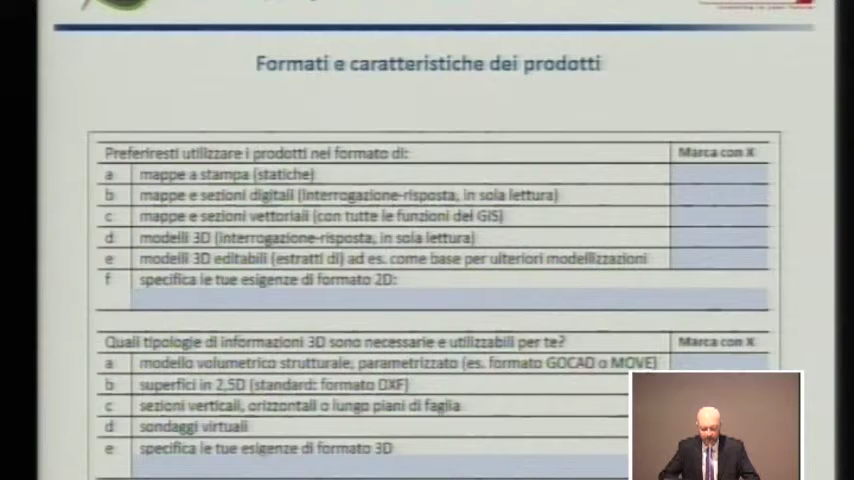 Formati e caratteristiche dei prodotti
Preferiresti utilizzare i prodotti nel formato di: Marca con X
a mappe a stampa (statiche)
b mappe e sezioni digitali (interrogazione-risposta, in sola lettura)
c mappe e sezioni vettoriali (con tutte le funzioni del GIS)
d modelli 3D (interrogazione-risposta, in sola lettura)
e modelli 3D editabili (estratti di) ad es. come base per ulteriori modellizzazioni
f specifica le tue esigenze di formato 2D:
Quali tipologie di informazioni 3D sono necessarie e utilizzabili per te? Marca con X
a modello volumetrico strutturale, parametrizzato (es. formato GOCAD o MOVE)
b superfici in 2,5D (standard: formato DXF)
c sezioni verticali, orizzontali o lungo piani di faglia
d sondaggi virtuali
e specifica le tue esigenze di formato 3D